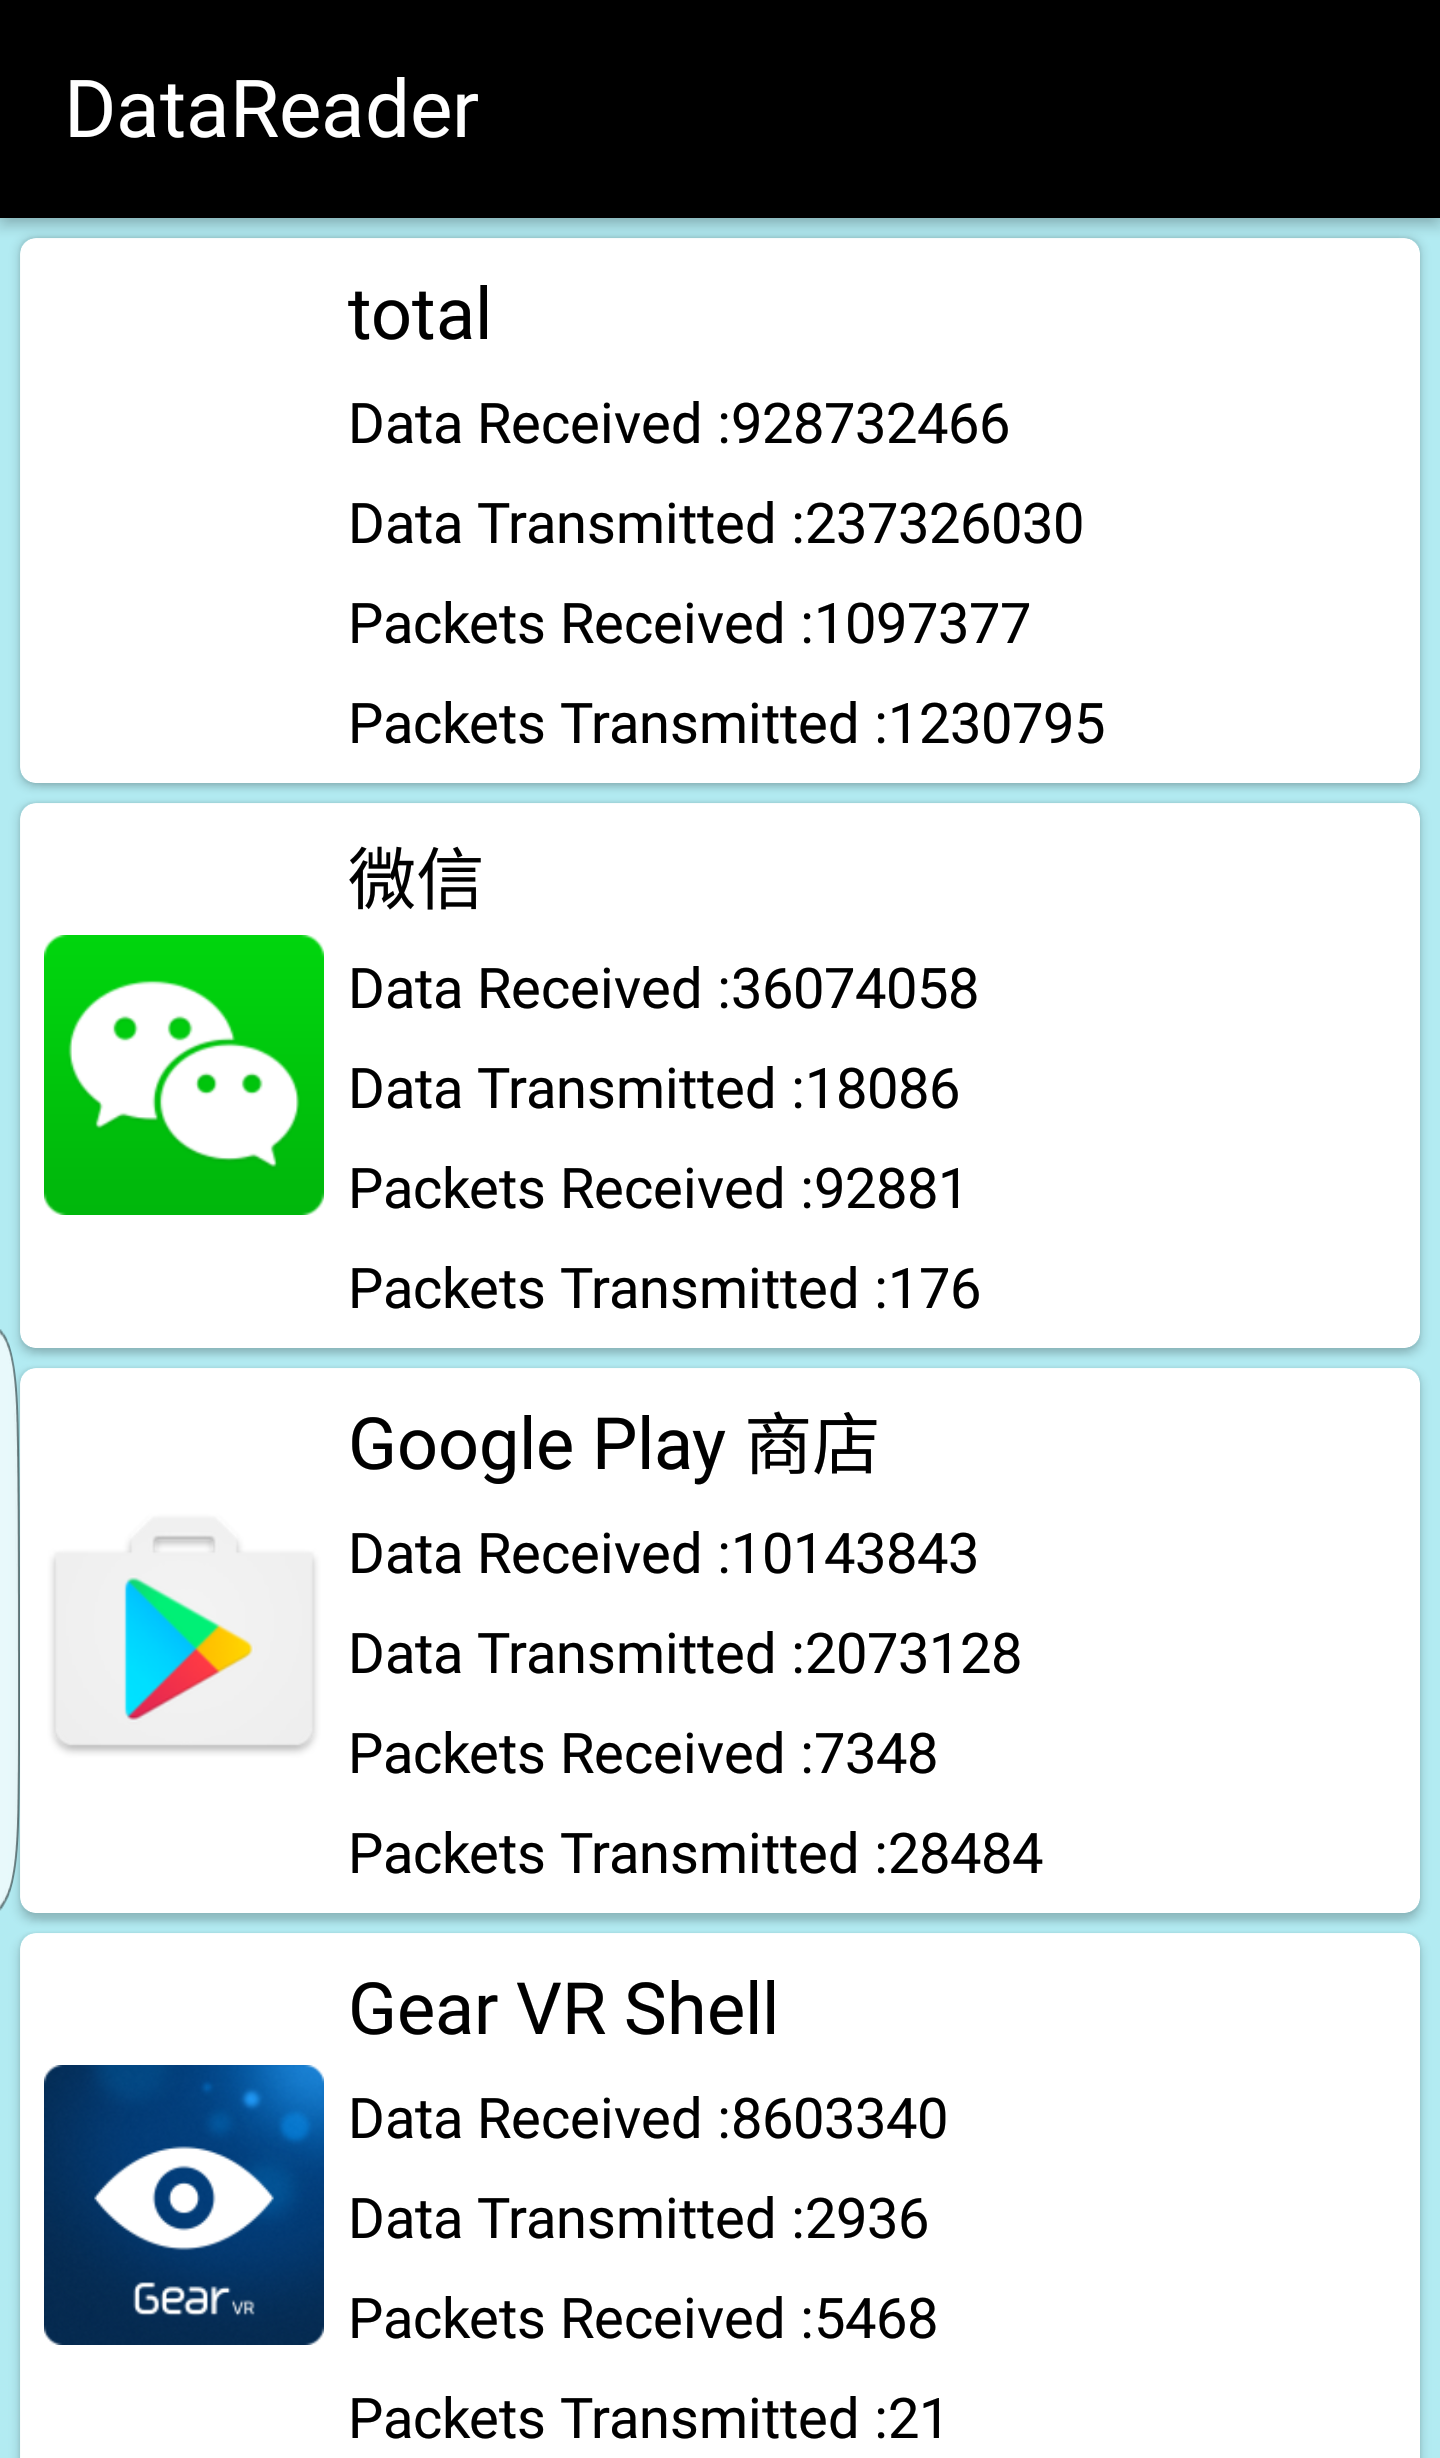 DataReader
total
Data Received :928732466
Data Transmitted :237326030
Packets Received :1097377
Packets Transmitted :1230795
微信
Data Received :36074058
Data Transmitted :18086
Packets Received :92881
Packets Transmitted :176
Google Play 商店
Data Received :10143843
Data Transmitted :2073128
Packets Received :7348
Packets Transmitted :28484
Gear VR Shell
Data Received :8603340
Data Transmitted :2936
Packets Received :5468
Gear VR
Packets Transmitted :21